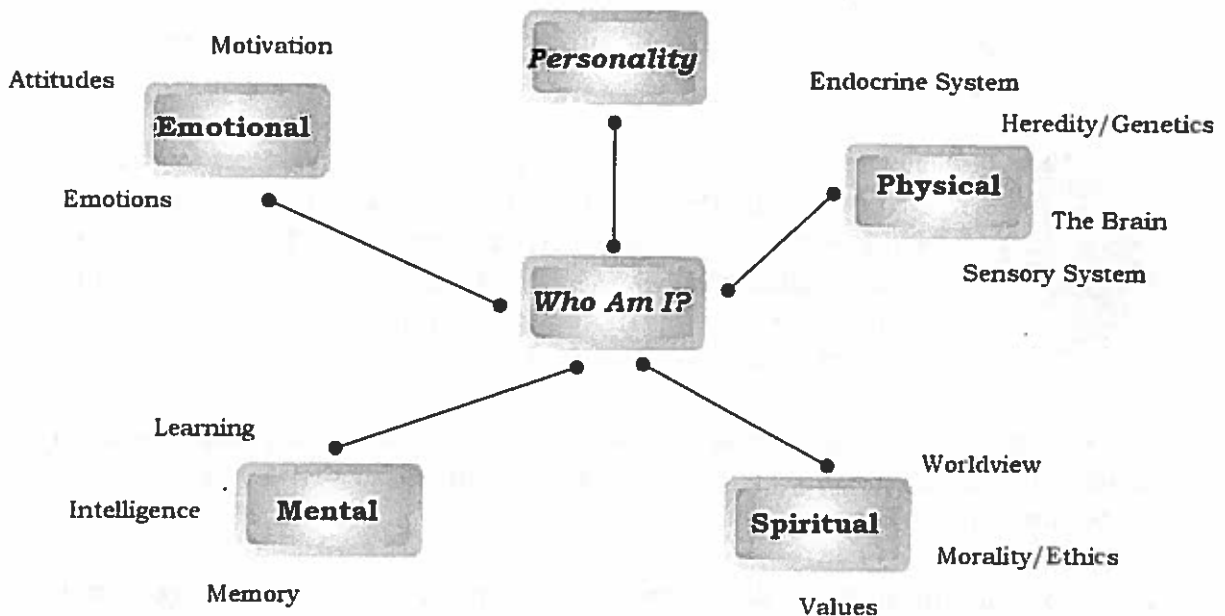 Motivation
Personality
Attitudes
Endocrine System
Emotional
Heredity/Genetics
Physical
Emotions
The Brain
Sensory System
Who Am I?
Learning
Worldview
Intelligence
Mental
Spiritual
Morality/Ethics
Memory
Values